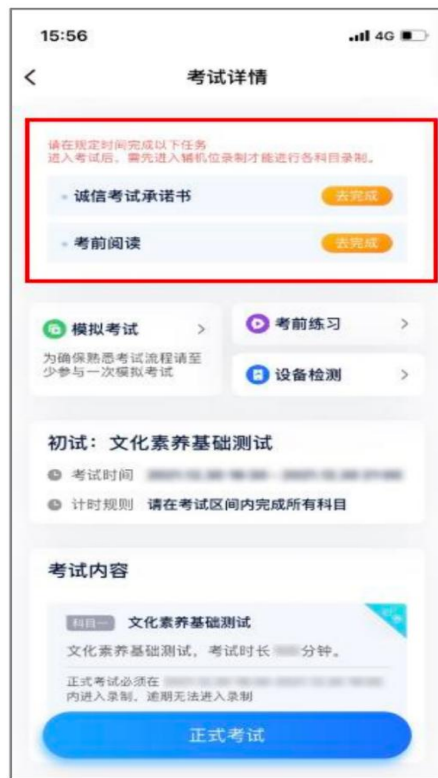 15:56
4G
考试详情
请在规定时间完成以下任务
进入考试后，需先进入辅机位录制才能进行各科目录制。
诚信考试承诺书
去完成
考前阅读
去完成
模拟考试
为确保熟悉考试流程请至
少参与一次模拟考试
考前练习
设备检测
初试：文化素养基础测试
考试时间
计时规则 请在考试区间内完成所有科目
考试内容
科目一 文化素养基础测试
文化素养基础测试，考试时长 分钟。
正式考试必须在
内进入录制，逾期无法进入录制
正式考试